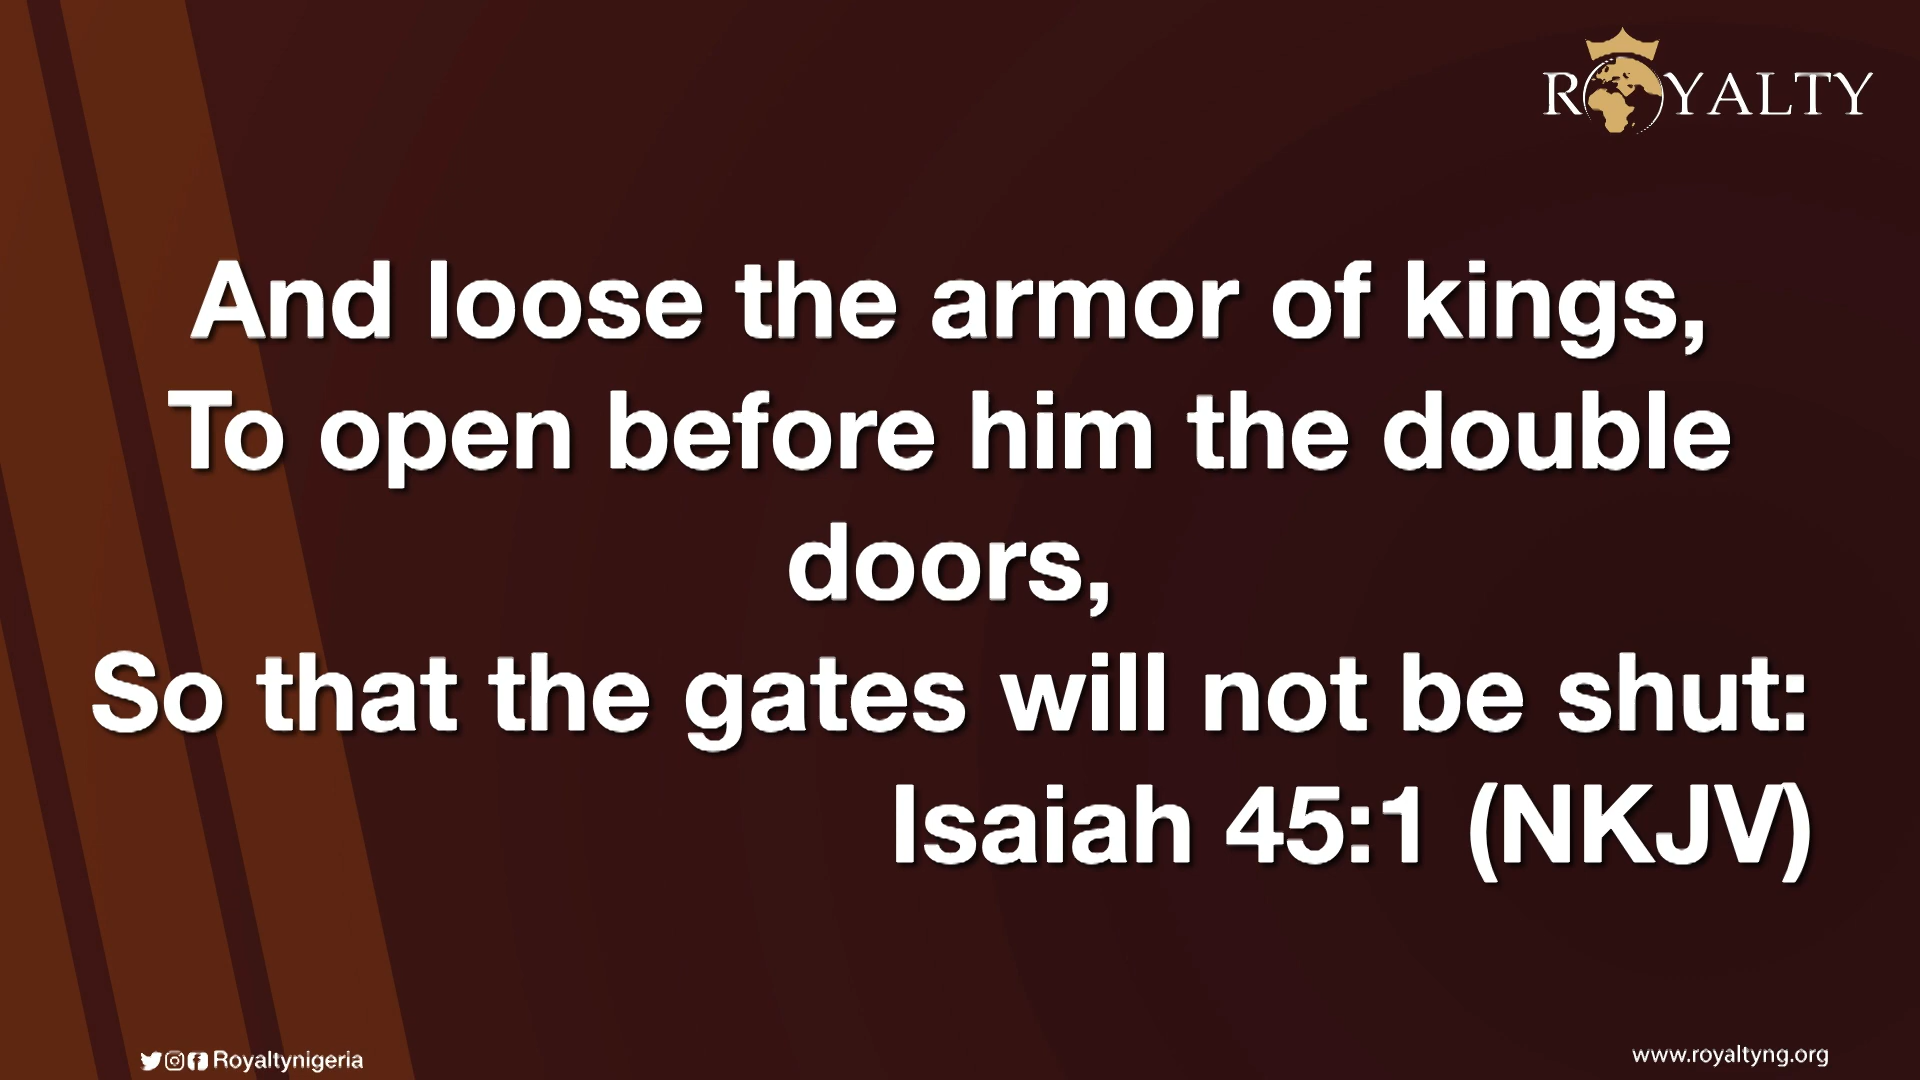 ROYALTY
And loose the armor of kings,
To open before him the double
doors,
So that the gates will not be shut:
Isaiah 45:1 (NKJV)
Royaltynigeria
www.royaltyng.org